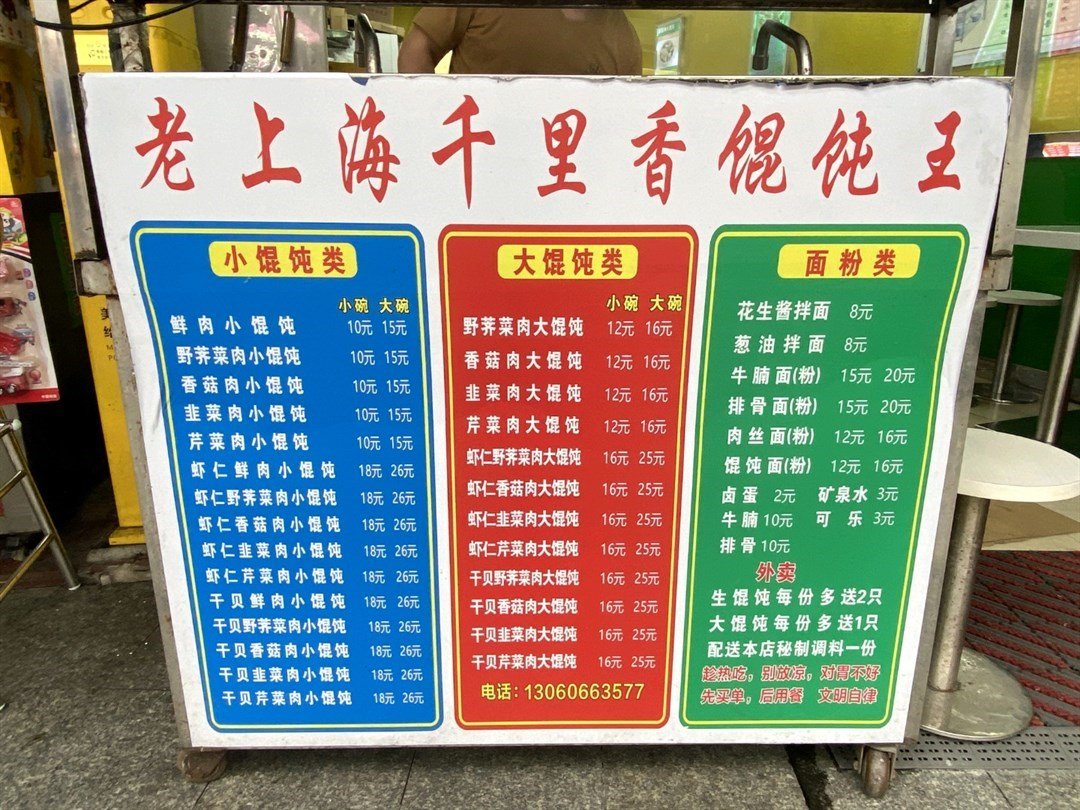 老上海千里香馄饨王
小馄饨类
小碗 大碗
鲜肉小馄饨 10元 15元
野荠菜肉小馄饨 10元 15元
香菇肉小馄饨 10元 15元
韭菜肉小馄饨 10元 15元
芹菜肉小馄饨 10元 15元
虾仁鲜肉小馄饨 18元 26元
虾仁野荠菜肉小馄饨 18元 26元
虾仁香菇肉小馄饨 18元 26元
虾仁韭菜肉小馄饨 18元 26元
虾仁芹菜肉小馄饨 18元 26元
干贝鲜肉小馄饨 18元 26元
干贝野荠菜肉小馄饨 18元 26元
干贝香菇肉小馄饨 18元 26元
干贝韭菜肉小馄饨 18元 26元
干贝芹菜肉小馄饨 18元 26元
大馄饨类
小碗 大碗
野荠菜肉大馄饨 12元 16元
香菇肉大馄饨 12元 16元
韭菜肉大馄饨 12元 16元
芹菜肉大馄饨 12元 16元
虾仁野荠菜肉大馄饨 16元 25元
虾仁香菇肉大馄饨 16元 25元
虾仁韭菜肉大馄饨 16元 25元
虾仁芹菜肉大馄饨 16元 25元
干贝野荠菜肉大馄饨 16元 25元
干贝香菇肉大馄饨 16元 25元
干贝韭菜肉大馄饨 16元 25元
干贝芹菜肉大馄饨 16元 25元
电话:13060663577
面粉类
花生酱拌面 8元
葱油拌面 8元
牛腩面(粉) 15元 20元
排骨面(粉) 15元 20元
肉丝面(粉) 12元 16元
馄饨面(粉) 12元 16元
卤蛋 2元 矿泉水 3元
牛腩 10元 可乐 3元
排骨 10元
外卖
生馄饨每份多送2只
大馄饨每份多送1只
配送本店秘制调料一份
趁热吃,别放凉,对胃不好
先买单,后用餐 文明自律